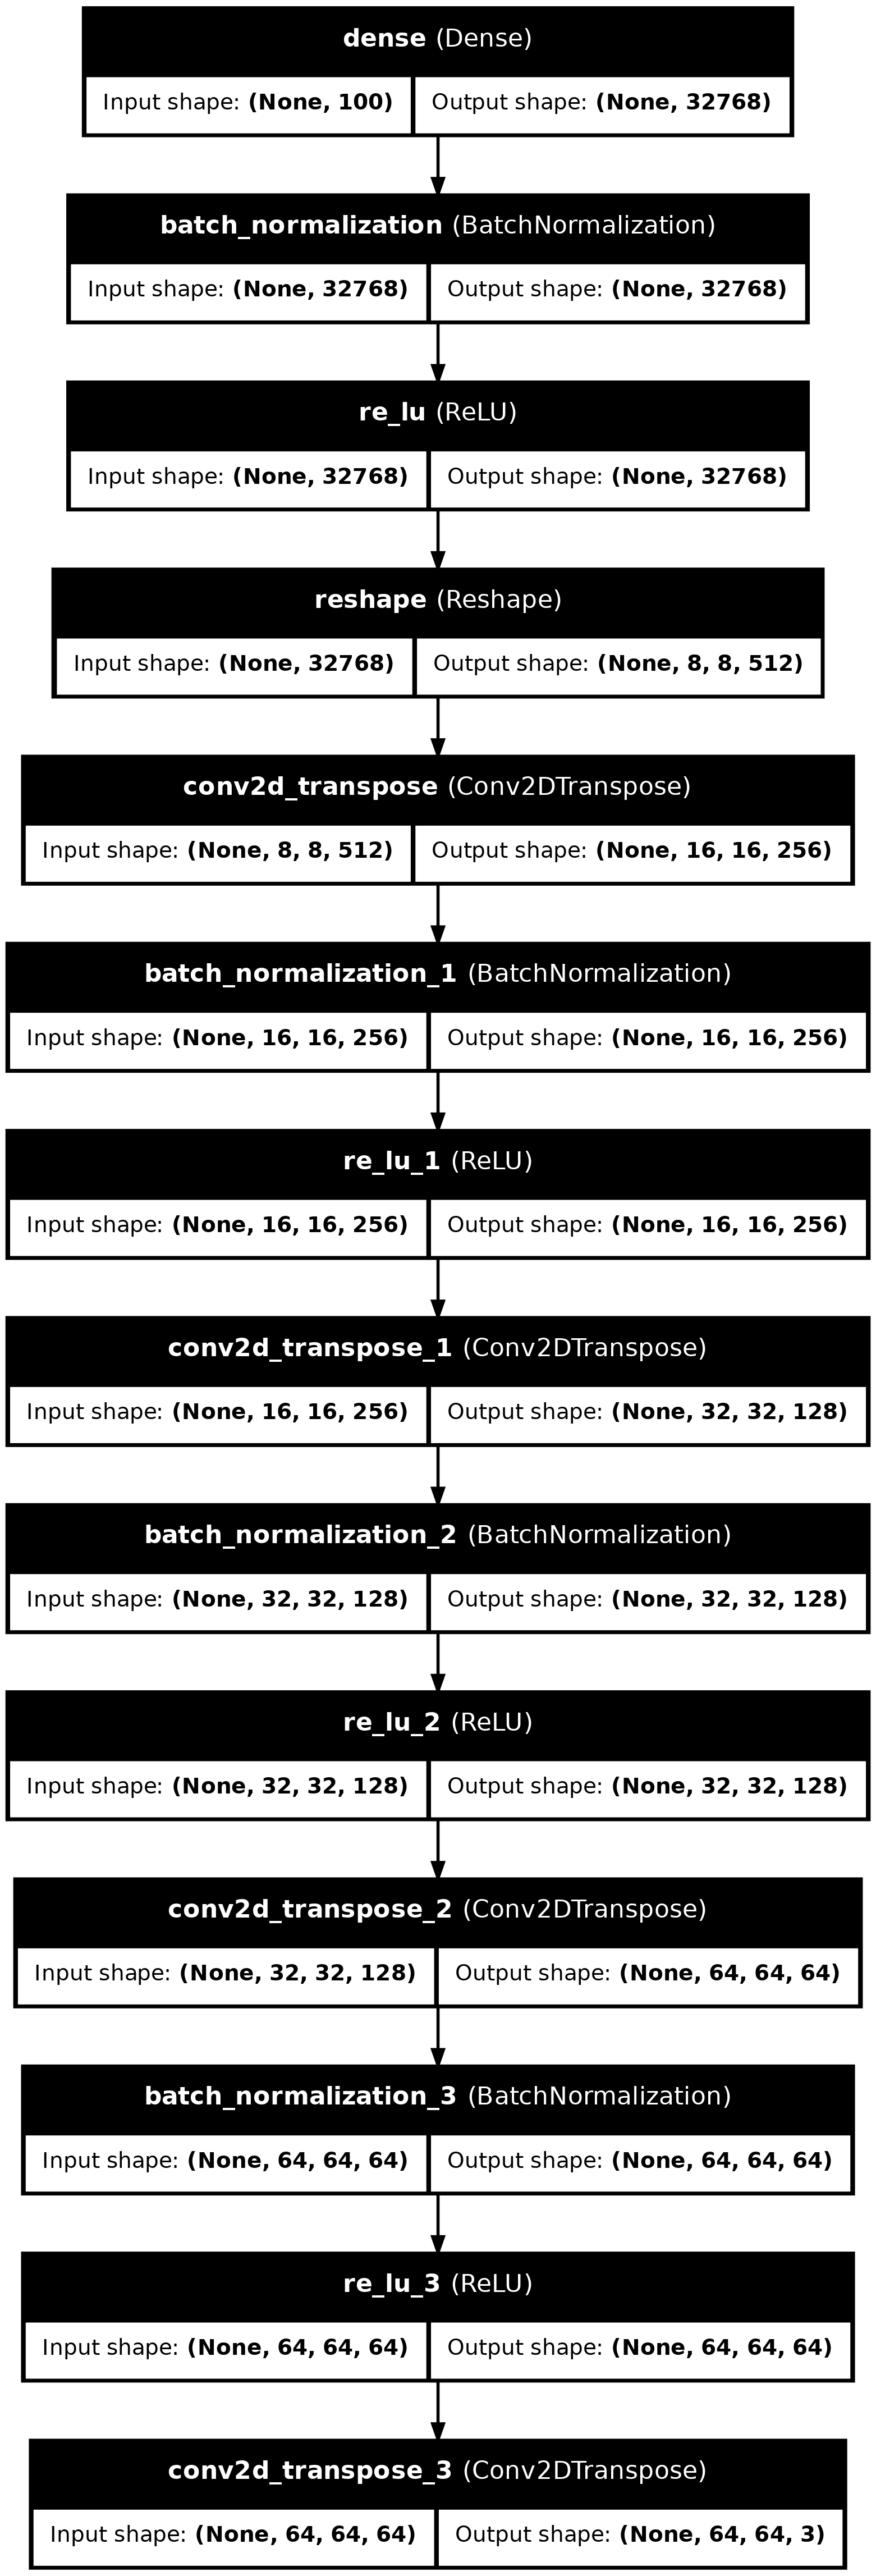 dense (Dense)
Input shape: (None, 100) Output shape: (None, 32768)
batch_normalization (BatchNormalization)
Input shape: (None, 32768) Output shape: (None, 32768)
re_lu (ReLU)
Input shape: (None, 32768) Output shape: (None, 32768)
reshape (Reshape)
Input shape: (None, 32768) Output shape: (None, 8, 8, 512)
conv2d_transpose (Conv2DTranspose)
Input shape: (None, 8, 8, 512) Output shape: (None, 16, 16, 256)
batch_normalization_1 (BatchNormalization)
Input shape: (None, 16, 16, 256) Output shape: (None, 16, 16, 256)
re_lu_1 (ReLU)
Input shape: (None, 16, 16, 256) Output shape: (None, 16, 16, 256)
conv2d_transpose_1 (Conv2DTranspose)
Input shape: (None, 16, 16, 256) Output shape: (None, 32, 32, 128)
batch_normalization_2 (BatchNormalization)
Input shape: (None, 32, 32, 128) Output shape: (None, 32, 32, 128)
re_lu_2 (ReLU)
Input shape: (None, 32, 32, 128) Output shape: (None, 32, 32, 128)
conv2d_transpose_2 (Conv2DTranspose)
Input shape: (None, 32, 32, 128) Output shape: (None, 64, 64, 64)
batch_normalization_3 (BatchNormalization)
Input shape: (None, 64, 64, 64) Output shape: (None, 64, 64, 64)
re_lu_3 (ReLU)
Input shape: (None, 64, 64, 64) Output shape: (None, 64, 64, 64)
conv2d_transpose_3 (Conv2DTranspose)
Input shape: (None, 64, 64, 64) Output shape: (None, 64, 64, 3)